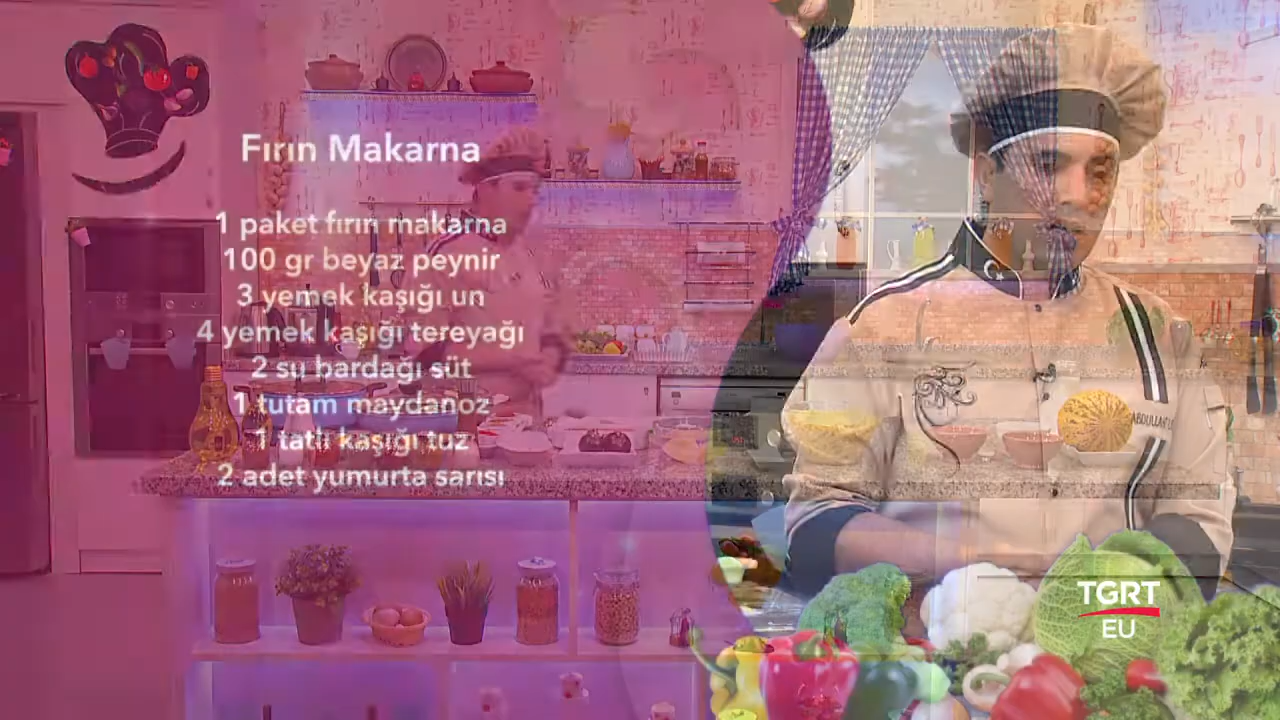 Fırın Makarna
1 paket fırın makarna
100 gr beyaz peynir
3 yemek kaşığı un
4 yemek kaşığı tereyağı
2 su bardağı süt
1 tutam maydanoz
1 tatlı kaşığı tuz
2 adet yumurta sarısı
TGRT
EU